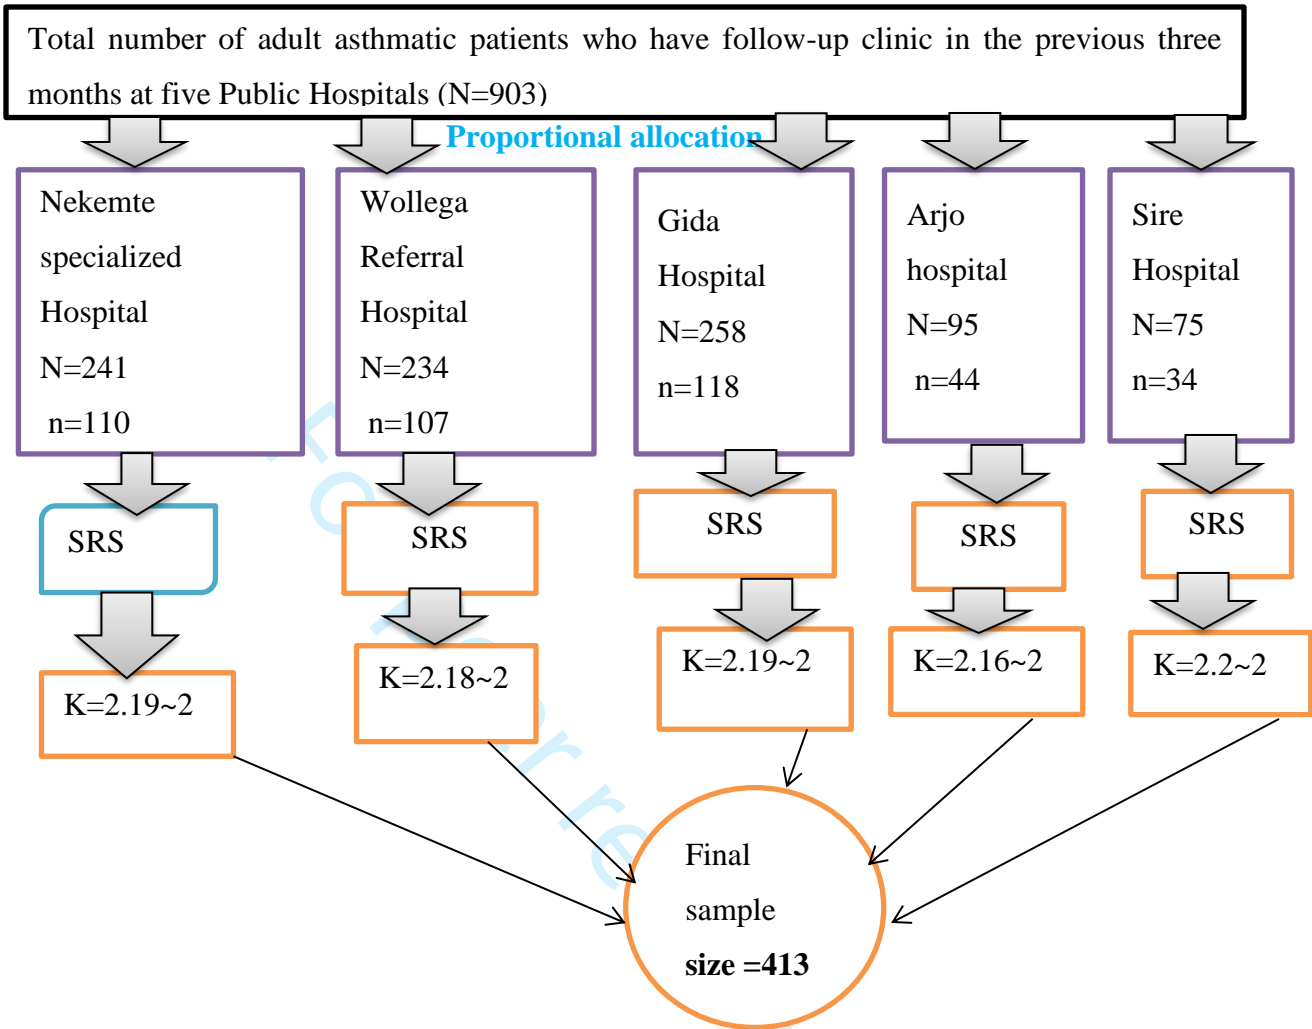 Total number of adult asthmatic patients who have follow-up clinic in the previous three
months at five Public Hospitals (N=903)
Proportional allocation
Nekemte
specialized
Hospital
N=241
n=110
Wollega
Referral
Hospital
N=234
n=107
Gida
Hospital
N=258
n=118
Arjo
hospital
N=95
n=44
Sire
Hospital
N=75
n=34
SRS
SRS
SRS
SRS
SRS
K=2.19~2
K=2.18~2
K=2.19~2
K=2.16~2
K=2.2~2
Final
sample
size =413